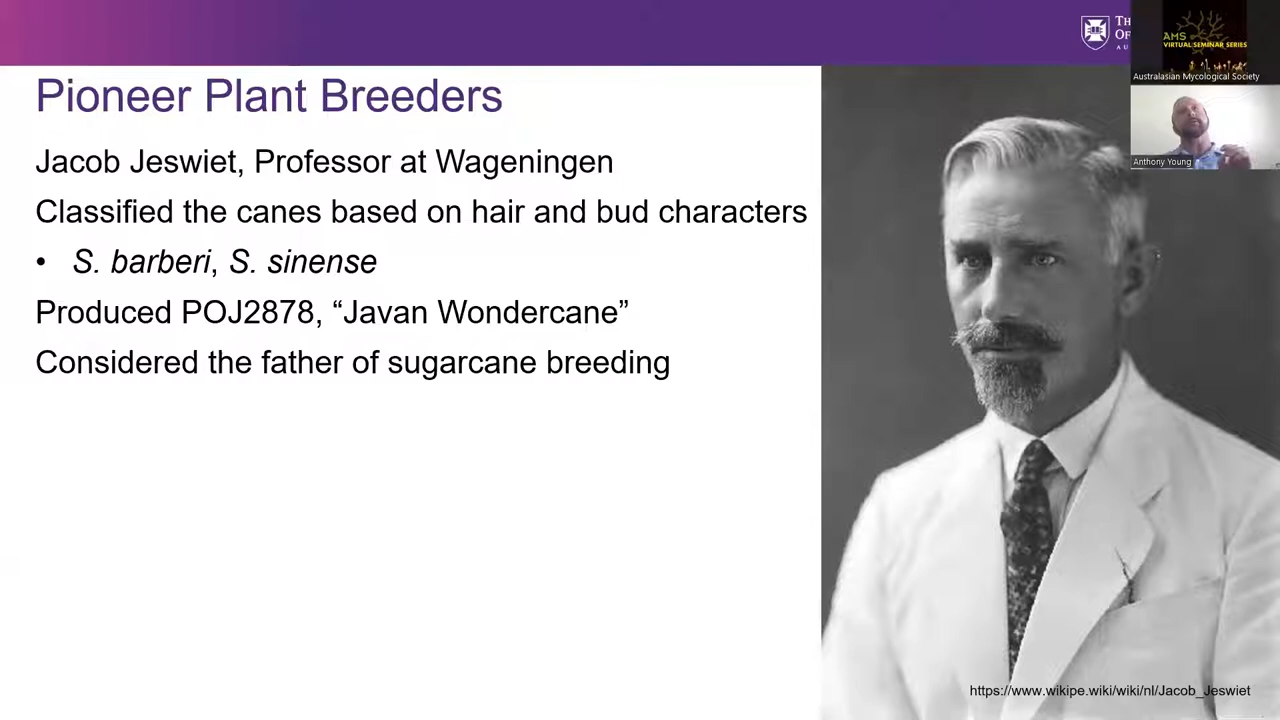 Pioneer Plant Breeders
Jacob Jeswiet, Professor at Wageningen
Classified the canes based on hair and bud characters
• S. barberi, S. sinense
Produced POJ2878, “Javan Wondercane”
Considered the father of sugarcane breeding
AMS
VIRTUAL SEMINAR SERIES
Australasian Mycological Society
Anthony Young
https://www.wikipe.wiki/wiki/nl/Jacob_Jeswiet